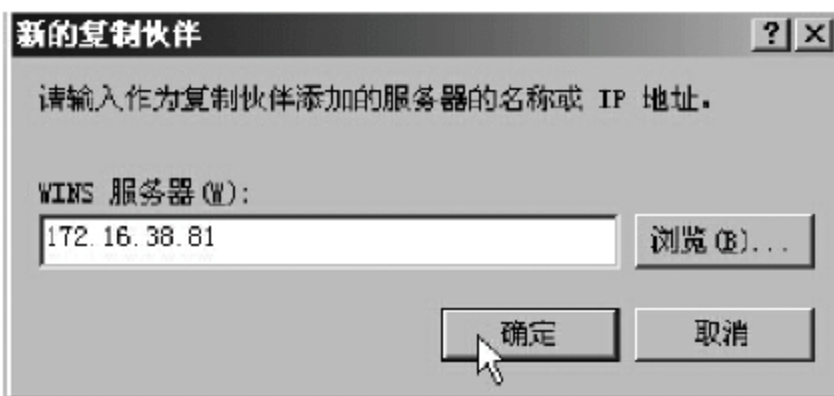 新的复制伙伴
请输入作为复制伙伴添加的服务器的名称或 IP 地址。
WINS 服务器(W):
172.16.38.81
浏览(B)...
确定
取消